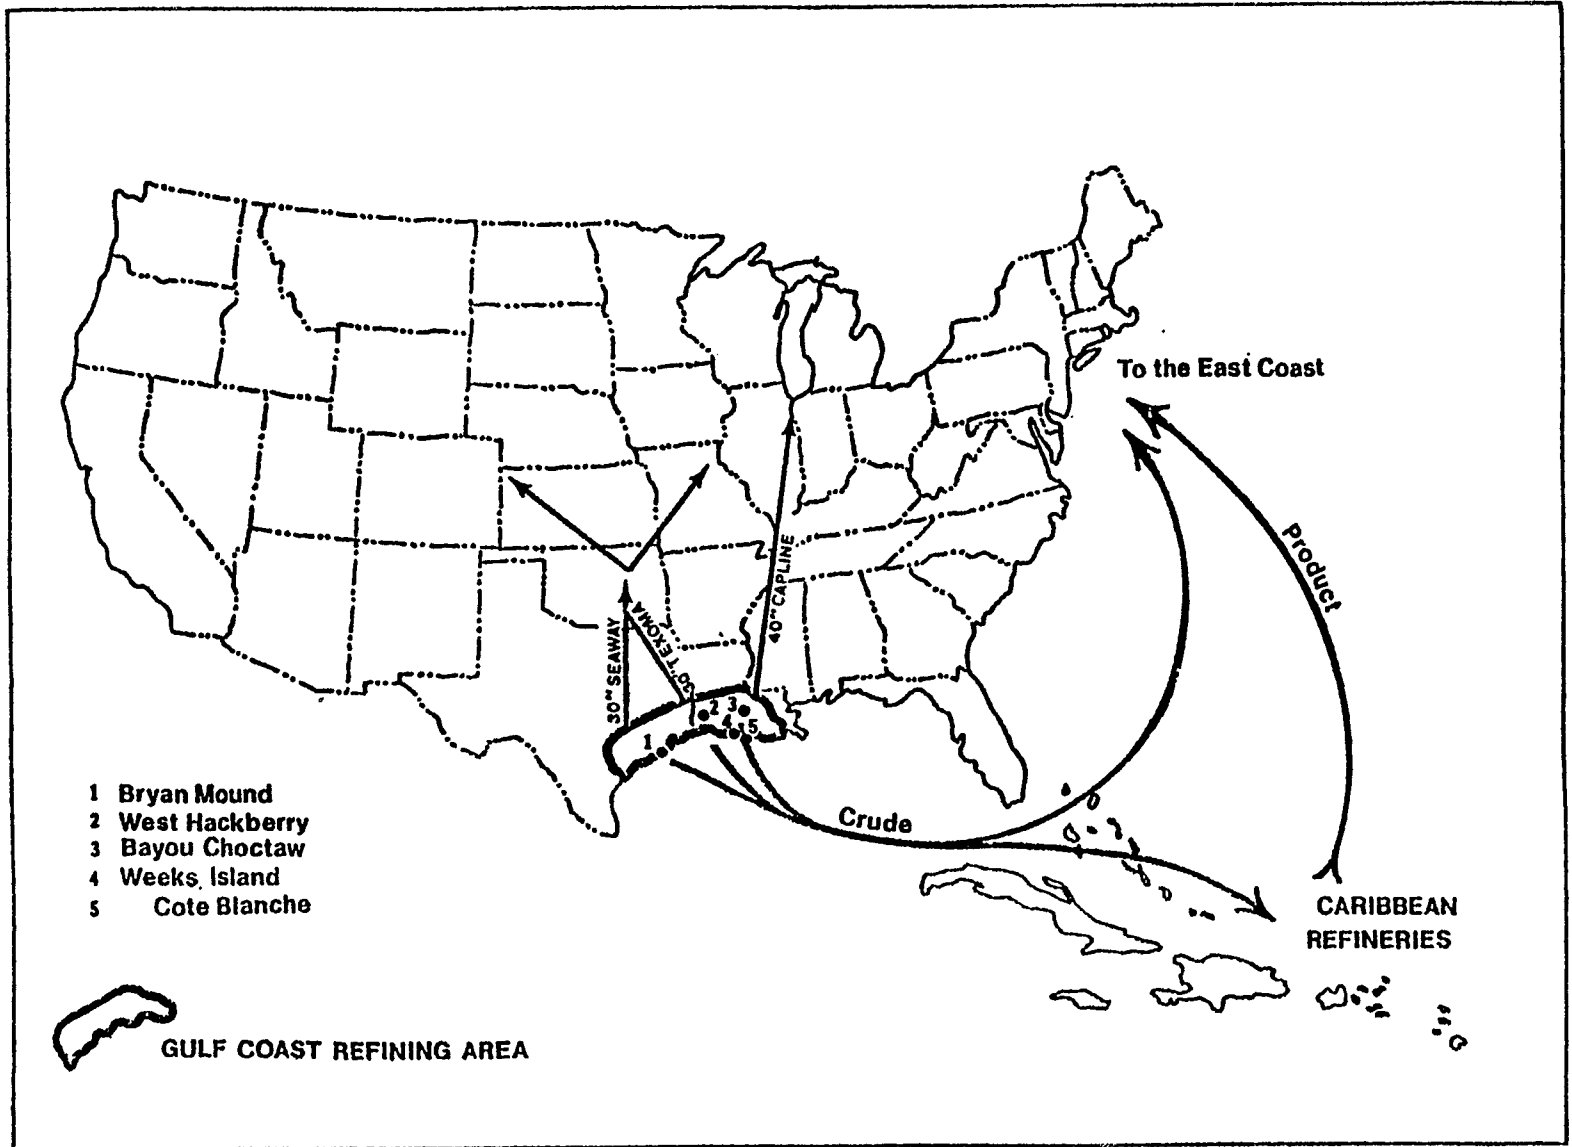 To the East Coast
Product
40" CAPLINE
30" TEXOMA
30" SEAWAY
2 3
4 5
1
Crude
1 Bryan Mound
2 West Hackberry
3 Bayou Choctaw
4 Weeks Island
5 Cote Blanche
CARIBBEAN
REFINERIES
GULF COAST REFINING AREA